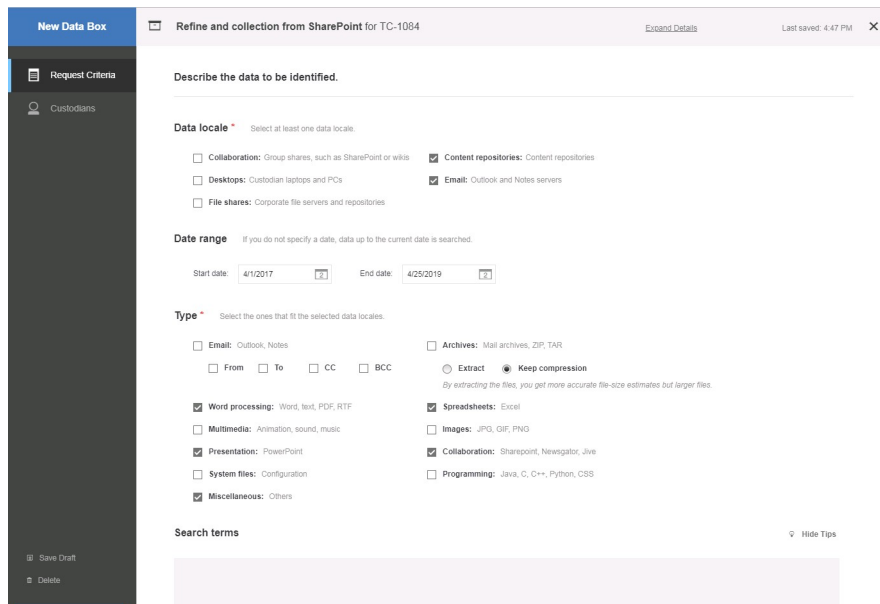 New Data Box
Refine and collection from SharePoint for TC-1084
Expand Details
Last saved: 4:47 PM
Request Criteria
Custodians
Describe the data to be identified.
Data locale * Select at least one data locale.
Collaboration: Group shares, such as SharePoint or wikis
Content repositories: Content repositories
Desktops: Custodian laptops and PCs
Email: Outlook and Notes servers
File shares: Corporate file servers and repositories
Date range If you do not specify a date, data up to the current date is searched.
Start date: 4/1/2017 2 End date: 4/25/2019 2
Type * Select the ones that fit the selected data locales.
Email: Outlook, Notes
From To CC BCC
Archives: Mail archives, ZIP, TAR
Extract Keep compression
By extracting the files, you get more accurate file-size estimates but larger files.
Word processing: Word, text, PDF, RTF
Spreadsheets: Excel
Multimedia: Animation, sound, music
Images: JPG, GIF, PNG
Presentation: PowerPoint
Collaboration: Sharepoint, Newsgator, Jive
System files: Configuration
Programming: Java, C, C++, Python, CSS
Miscellaneous: Others
Search terms
Hide Tips
Save Draft
Delete